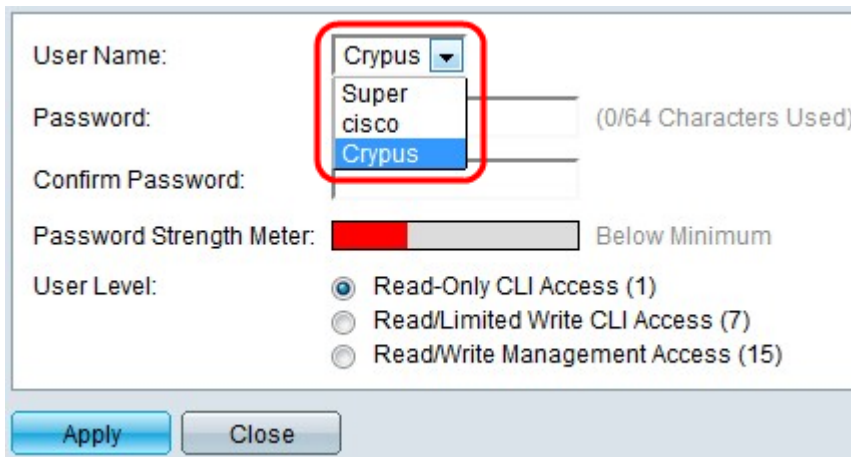 User Name: Crypus
Super
Password: (0/64 Characters Used)
cisco
Crypus
Confirm Password:
Password Strength Meter: Below Minimum
User Level: Read-Only CLI Access (1)
Read/Limited Write CLI Access (7)
Read/Write Management Access (15)
Apply Close